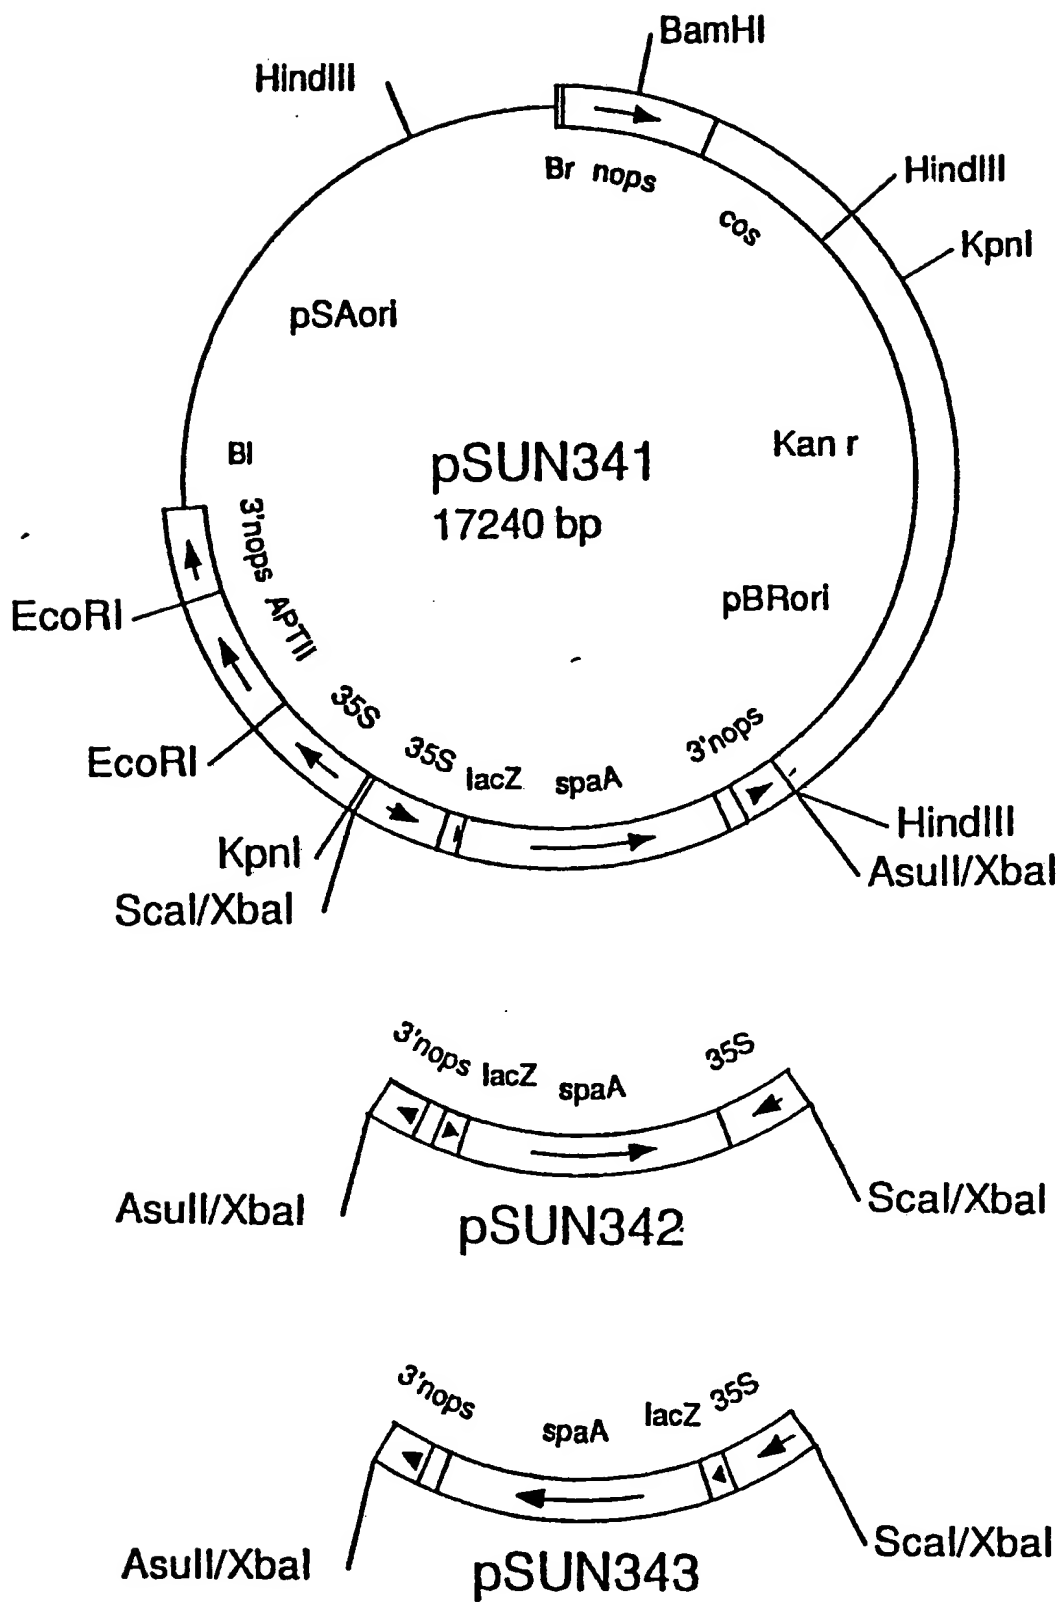 BamHI
HindIII
HindIII
Br nops
cos
KpnI
pSAori
BI
pSUN341
Kan r
17240 bp
3'nops
pBRori
EcoRI
APTII
35S
35S
lacZ
spaA
3'nops
EcoRI
HindIII
KpnI
AsuII/XbaI
ScaI/XbaI
3'nops
lacZ
spaA
35S
AsuII/XbaI
ScaI/XbaI
pSUN342
3'nops
spaA
lacZ
35S
AsuII/XbaI
ScaI/XbaI
pSUN343